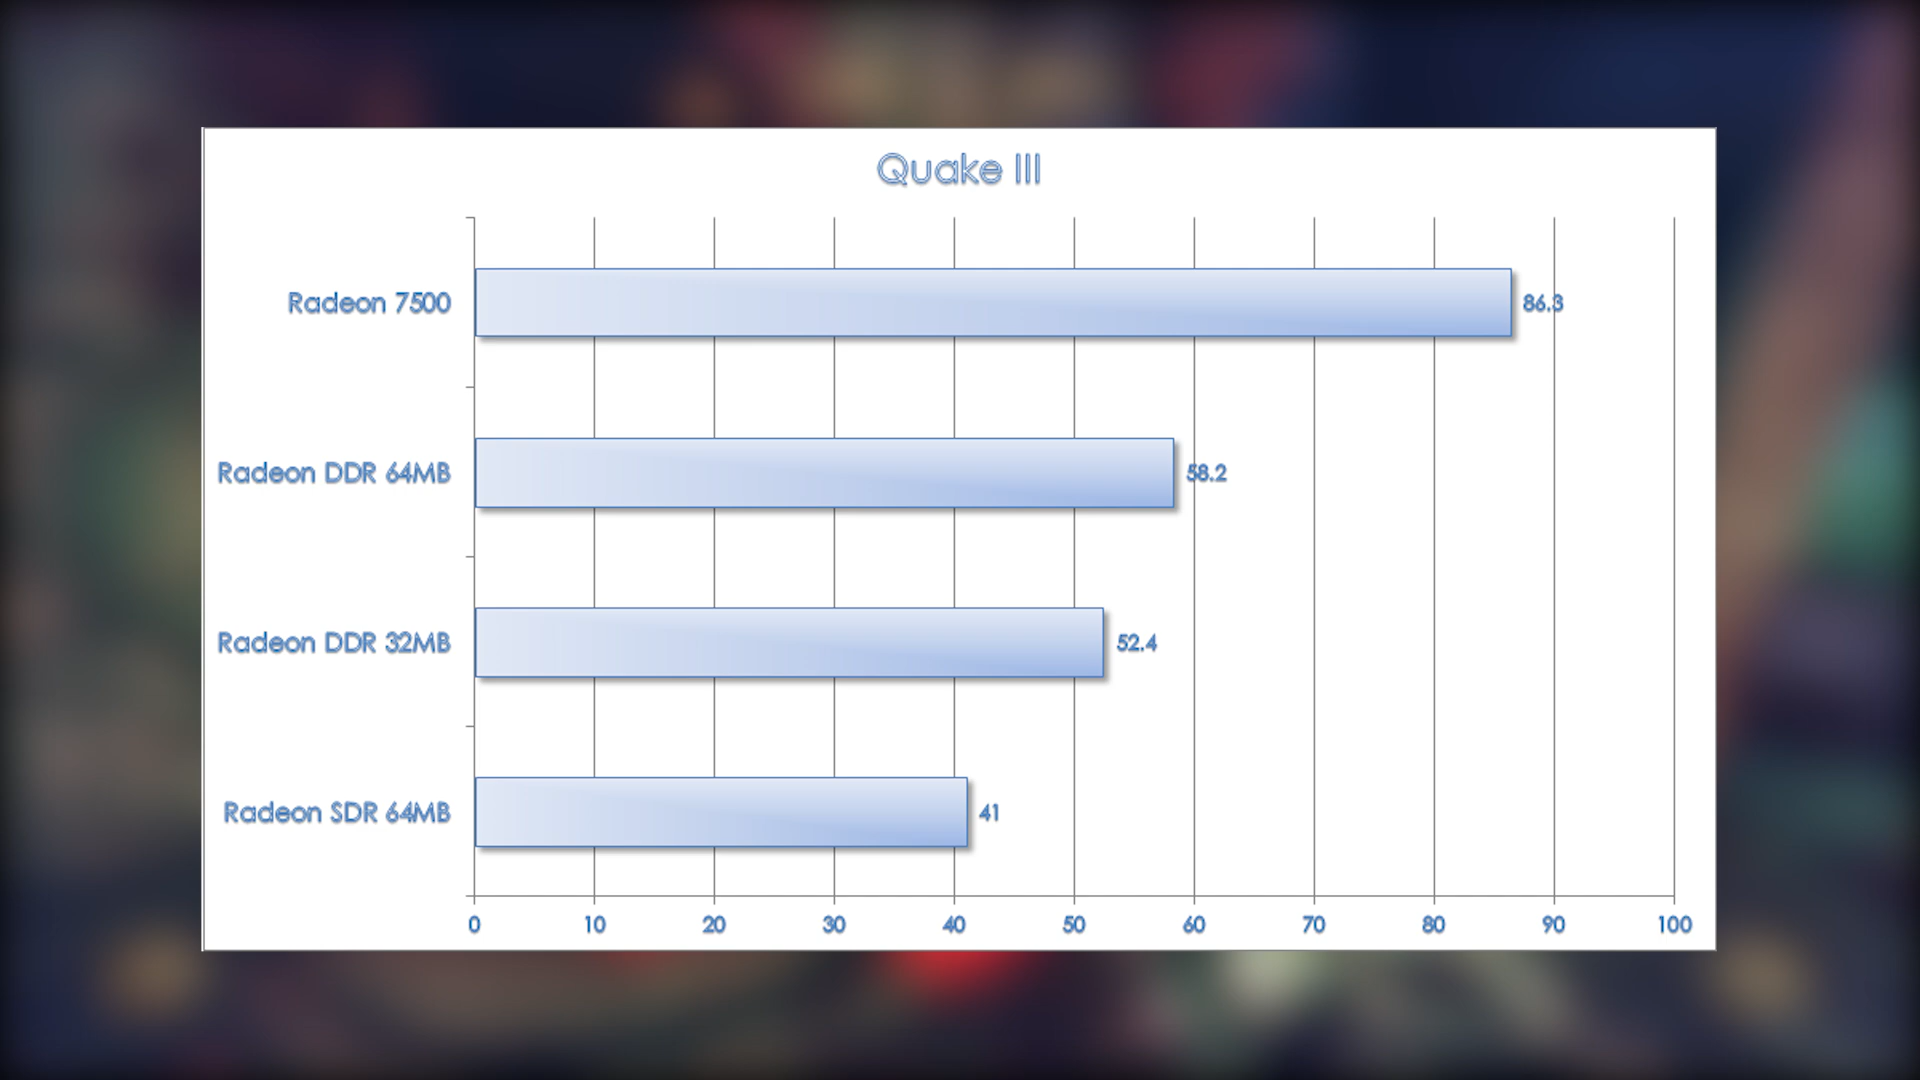 Quake III
Radeon 7500
86.3
Radeon DDR 64MB
58.2
Radeon DDR 32MB
52.4
Radeon SDR 64MB
41
0 10 20 30 40 50 60 70 80 90 100